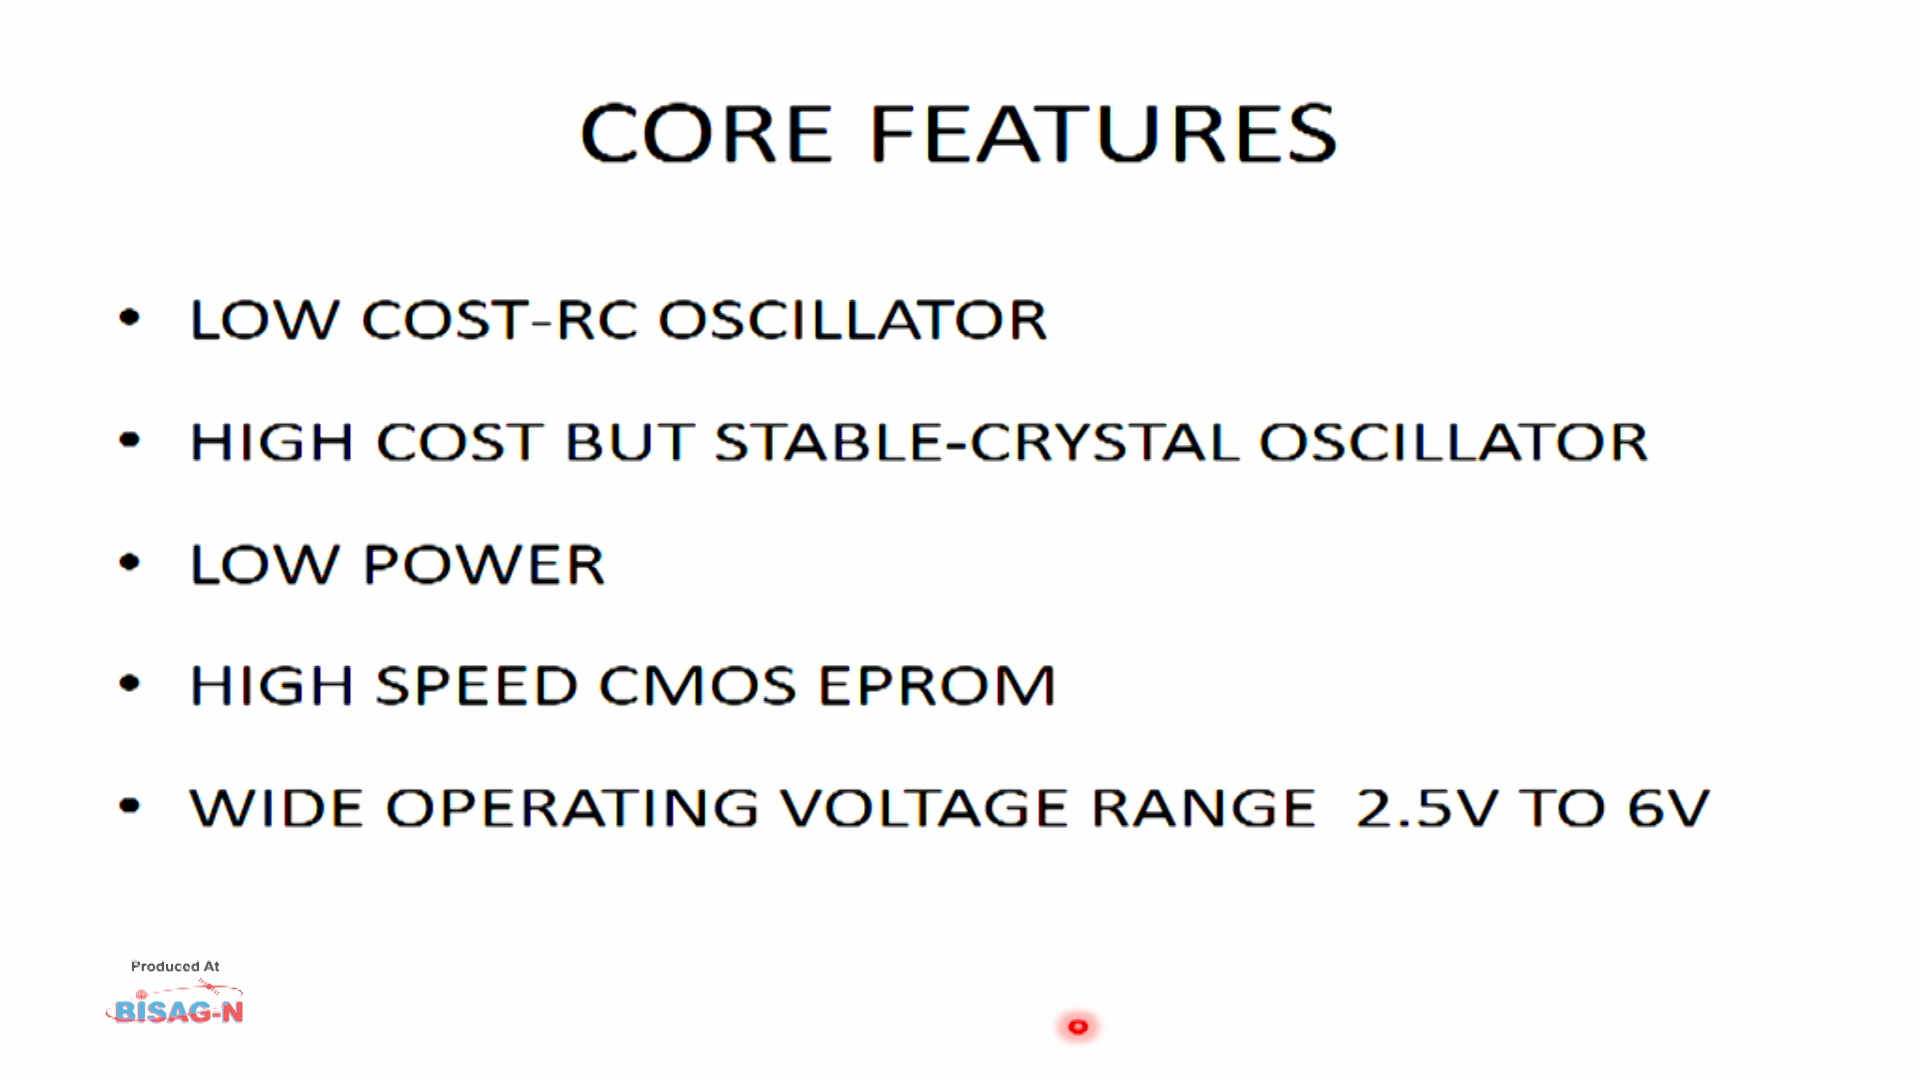 CORE FEATURES
• LOW COST-RC OSCILLATOR
• HIGH COST BUT STABLE-CRYSTAL OSCILLATOR
• LOW POWER
• HIGH SPEED CMOS EPROM
• WIDE OPERATING VOLTAGE RANGE  2.5V TO 6V
Produced At
BISAG-N